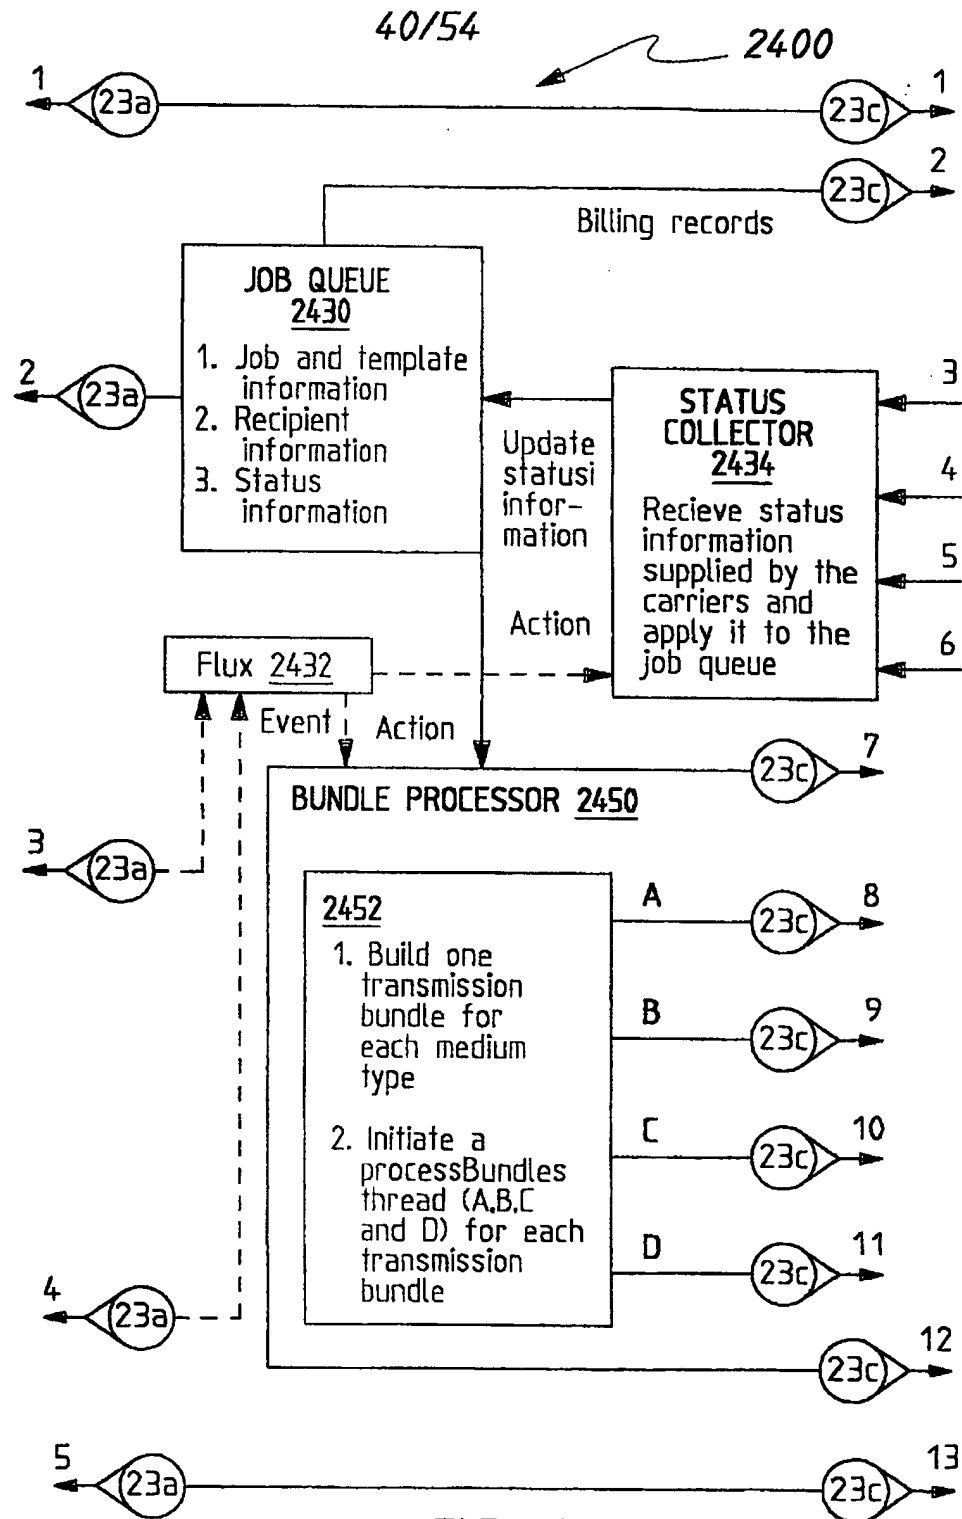 40/54
2400
1
23a
23c
1
23c
2
Billing records
JOB QUEUE
2430
1. Job and template
information
2. Recipient
information
3. Status
information
2
23a
Update
statusi
infor-
mation
STATUS
COLLECTOR
2434
Recieve status
information
supplied by the
carriers and
apply it to the
job queue
3
4
5
6
Action
Flux 2432
Event
Action
3
23a
4
23a
23c
7
BUNDLE PROCESSOR 2450
2452
1. Build one
transmission
bundle for
each medium
type
2. Initiate a
processBundles
thread (A,B,C
and D) for each
transmission
bundle
A
23c
8
B
23c
9
C
23c
10
D
23c
11
23c
12
5
23a
23c
13